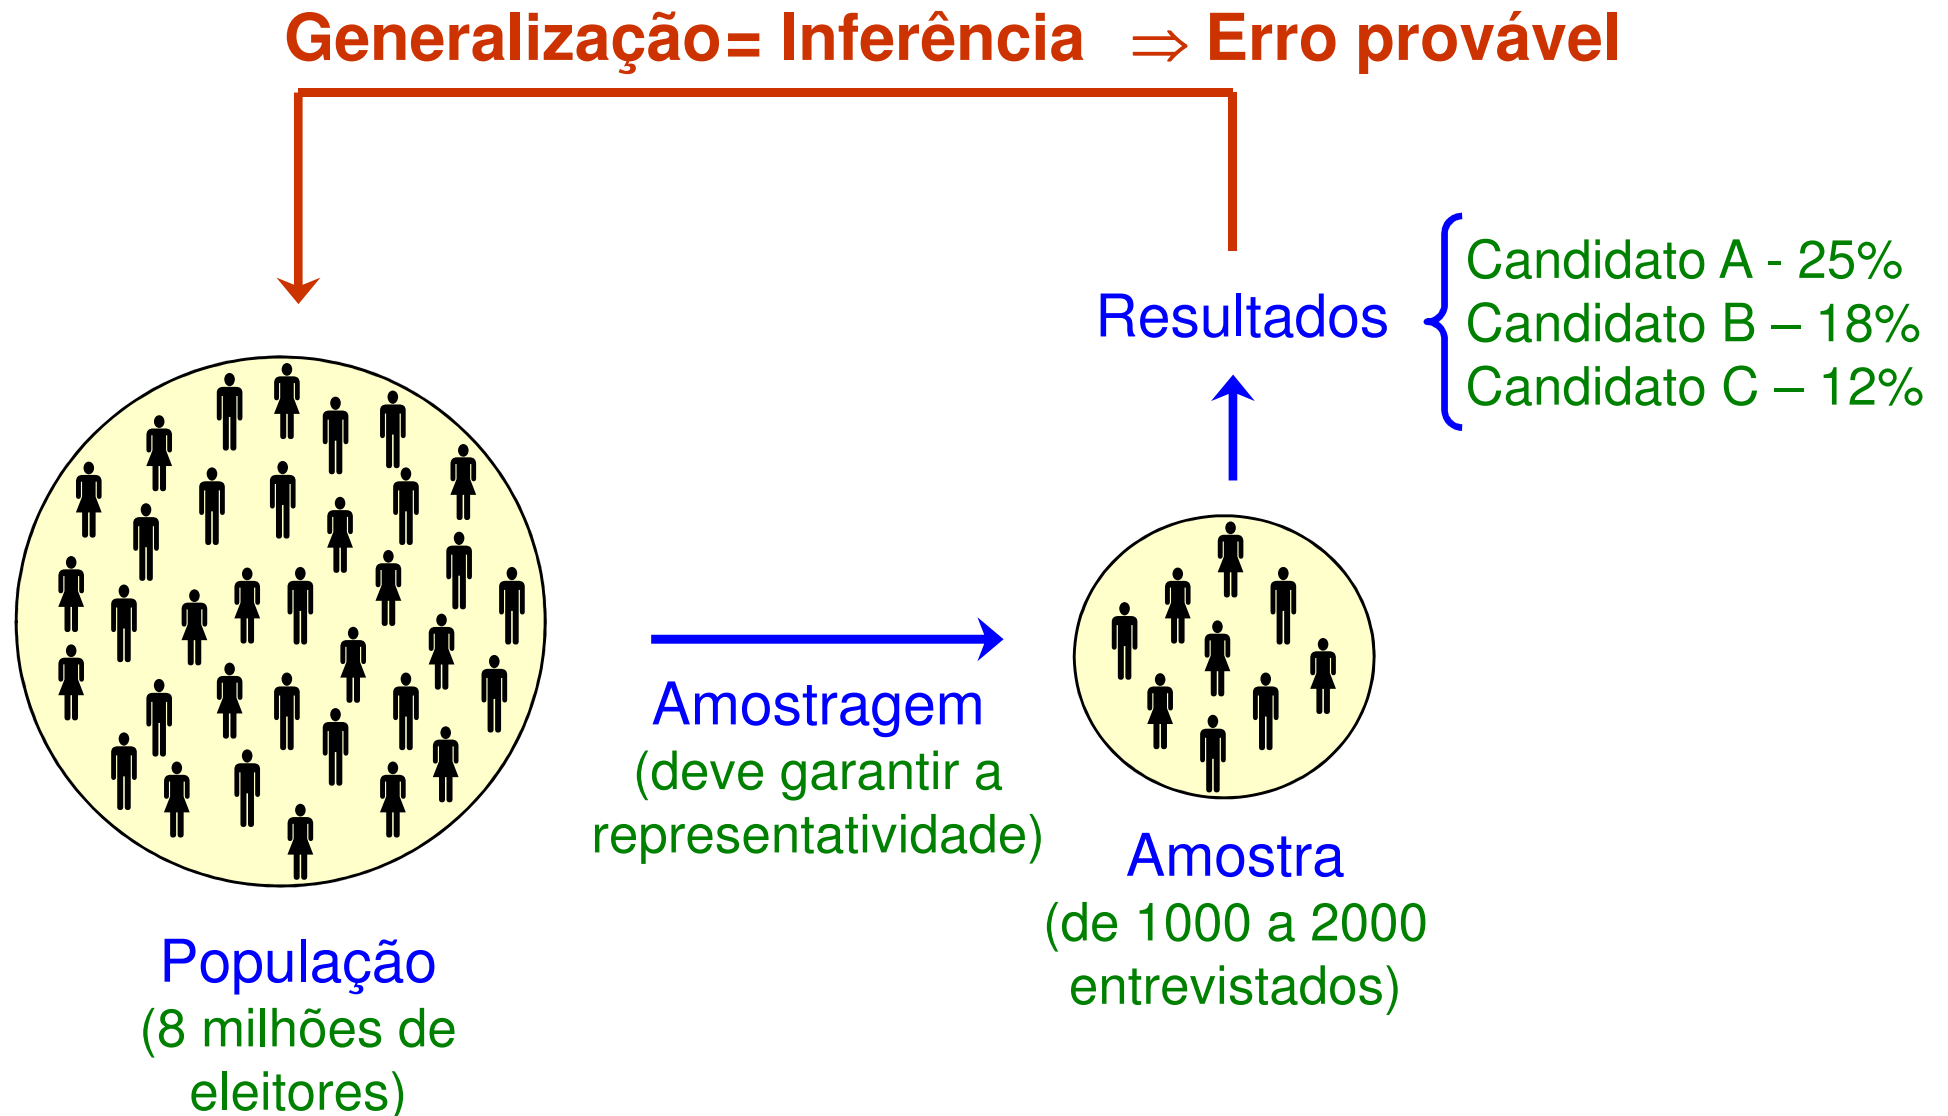 Generalização = Inferência ⇒ Erro provável
Resultados
Candidato A - 25%
Candidato B – 18%
Candidato C – 12%
Amostragem
(deve garantir a
representatividade)
Amostra
(de 1000 a 2000
entrevistados)
População
(8 milhões de
eleitores)